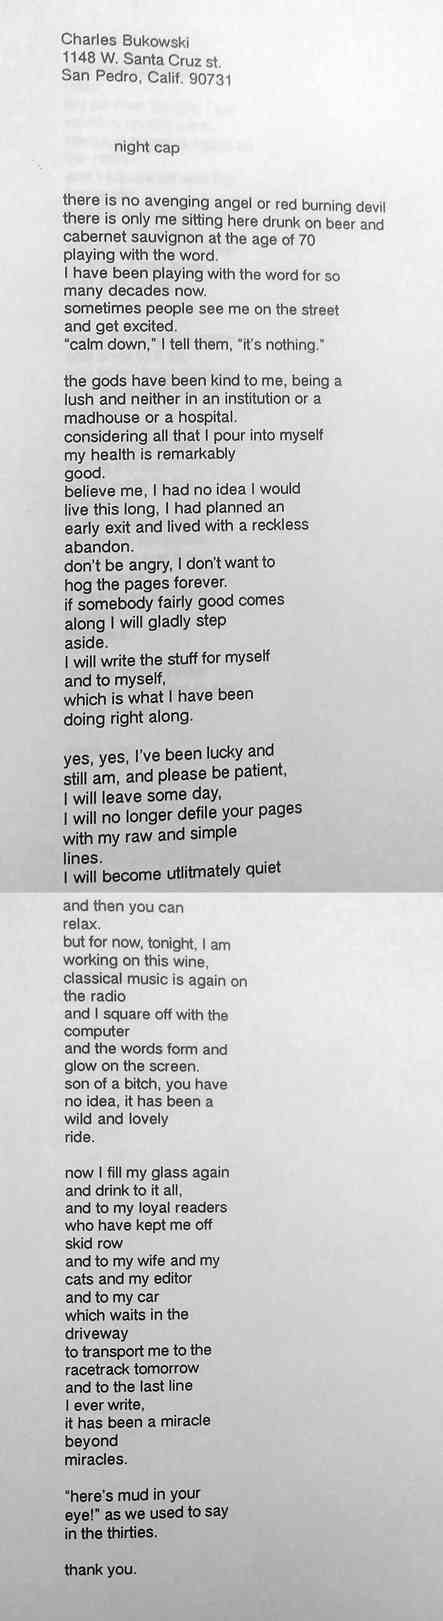 Charles Bukowski
1148 W. Santa Cruz st.
San Pedro, Calif. 90731
night cap
there is no avenging angel or red burning devil
there is only me sitting here drunk on beer and
cabernet sauvignon at the age of 70
playing with the word.
I have been playing with the word for so
many decades now.
sometimes people see me on the street
and get excited.
"calm down," I tell them, "it's nothing."
the gods have been kind to me, being a
lush and neither in an institution or a
madhouse or a hospital.
considering all that I pour into myself
my health is remarkably
good.
believe me, I had no idea I would
live this long, I had planned an
early exit and lived with a reckless
abandon.
don't be angry, I don't want to
hog the pages forever.
if somebody fairly good comes
along I will gladly step
aside.
I will write the stuff for myself
and to myself,
which is what I have been
doing right along.
yes, yes, I've been lucky and
still am, and please be patient,
I will leave some day,
I will no longer defile your pages
with my raw and simple
lines.
I will become utlitmately quiet
and then you can
relax.
but for now, tonight, I am
working on this wine,
classical music is again on
the radio
and I square off with the
computer
and the words form and
glow on the screen.
son of a bitch, you have
no idea, it has been a
wild and lovely
ride.
now I fill my glass again
and drink to it all,
and to my loyal readers
who have kept me off
skid row
and to my wife and my
cats and my editor
and to my car
which waits in the
driveway
to transport me to the
racetrack tomorrow
and to the last line
I ever write,
it has been a miracle
beyond
miracles.
"here's mud in your
eye!" as we used to say
in the thirties.
thank you.